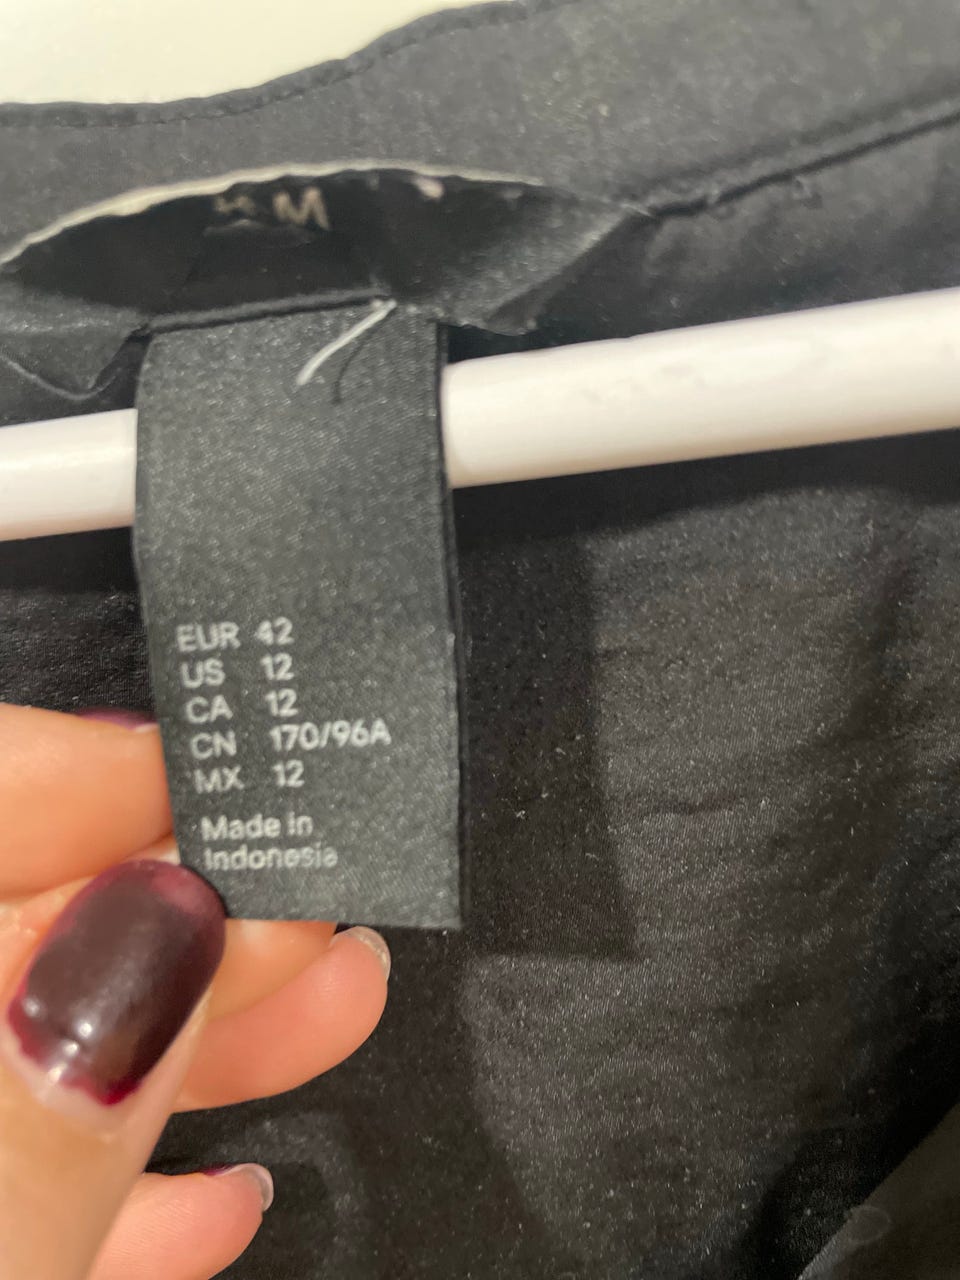 EUR 42
US 12
CA 12
CN 170/96A
MX 12
Made in
Indonesia